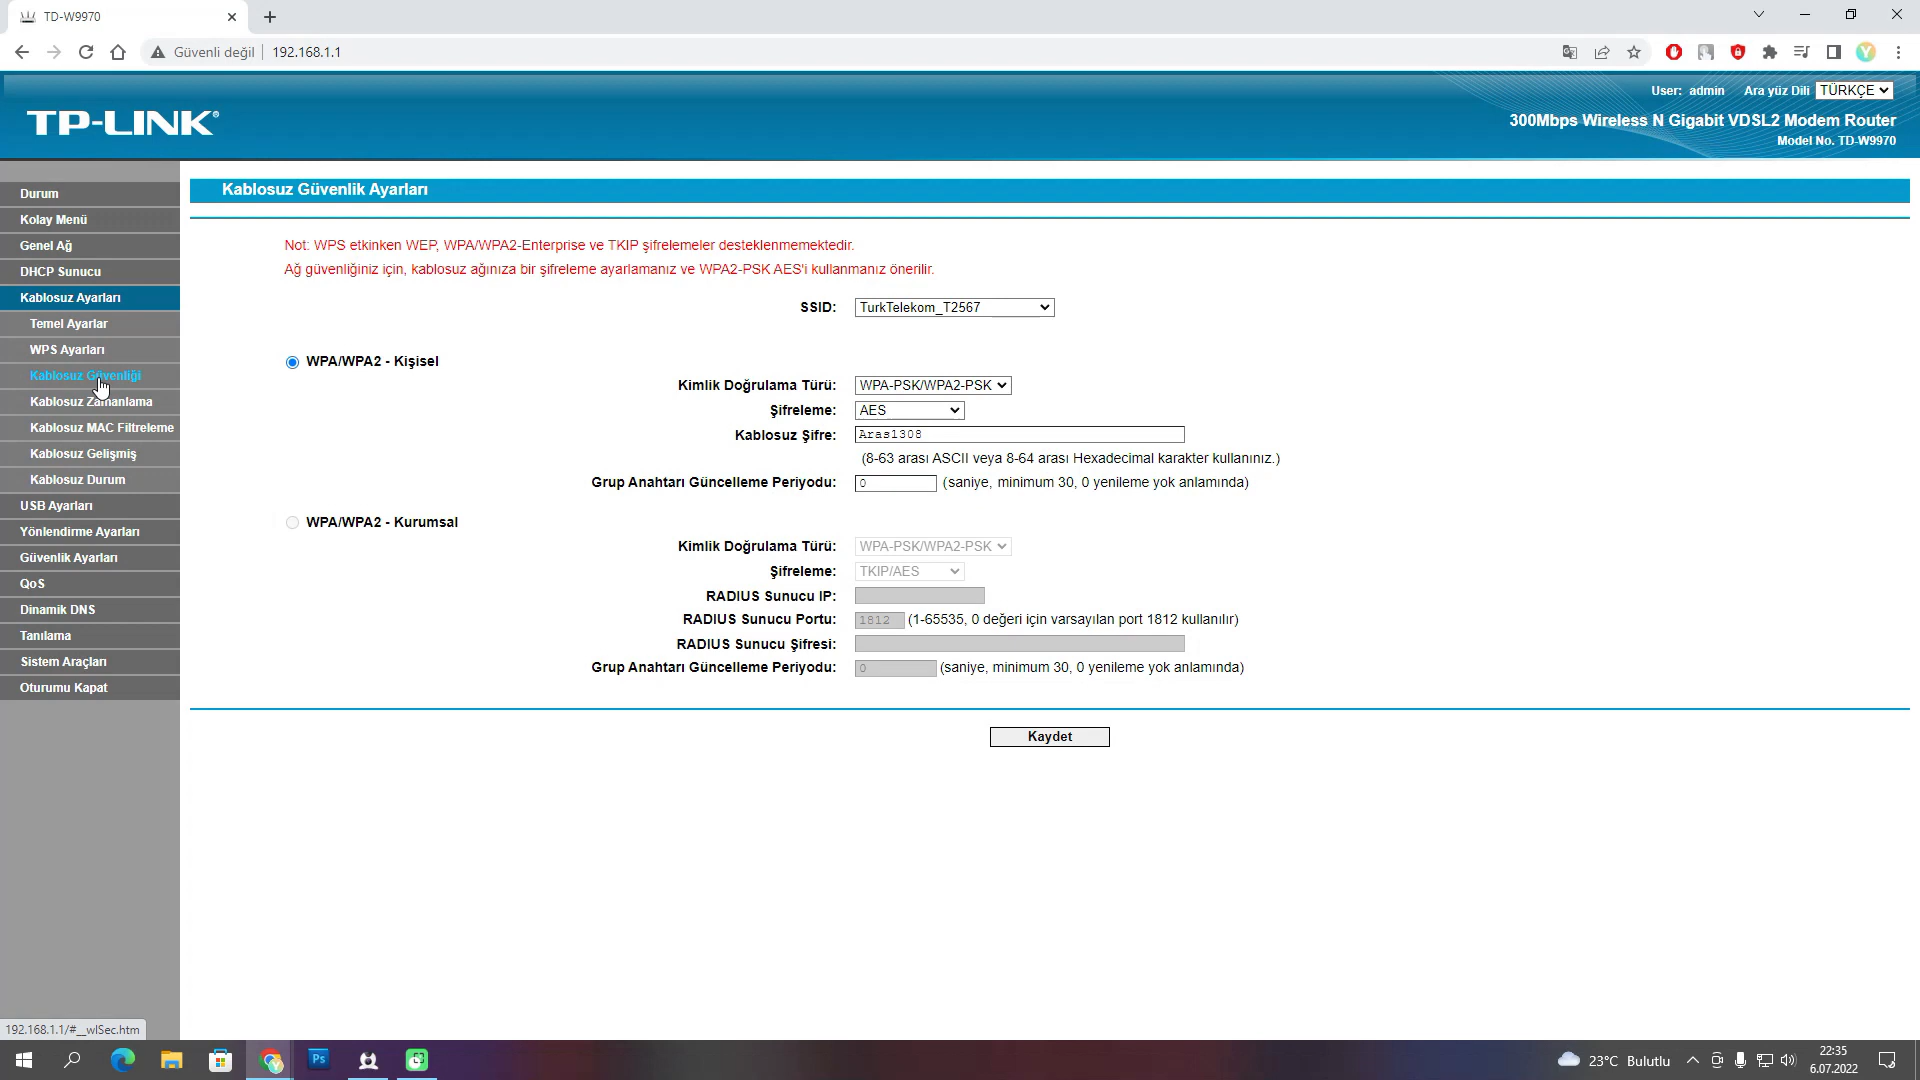 TD-W9970
Güvenli değil
192.168.1.1
User: admin
Ara yüz Dili TÜRKÇE
TP-LINK®
300Mbps Wireless N Gigabit VDSL2 Modem Router
Model No. TD-W9970
Durum
Kolay Menü
Genel Ağ
DHCP Sunucu
Kablosuz Ayarları
Temel Ayarlar
WPS Ayarları
Kablosuz Güvenliği
Kablosuz Zamanlama
Kablosuz MAC Filtreleme
Kablosuz Gelişmiş
Kablosuz Durum
USB Ayarları
Yönlendirme Ayarları
Güvenlik Ayarları
QoS
Dinamik DNS
Tanılama
Sistem Araçları
Oturumu Kapat
Kablosuz Güvenlik Ayarları
Not: WPS etkinken WEP, WPA/WPA2-Enterprise ve TKIP şifrelemeler desteklenmemektedir.
Ağ güvenliğiniz için, kablosuz ağınıza bir şifreleme ayarlamanız ve WPA2-PSK AES'i kullanmanız önerilir.
SSID: TurkTelekom_T2567
WPA/WPA2 - Kişisel
Kimlik Doğrulama Türü: WPA-PSK/WPA2-PSK
Şifreleme: AES
Kablosuz Şifre: Aras1308
(8-63 arası ASCII veya 8-64 arası Hexadecimal karakter kullanınız.)
Grup Anahtarı Güncelleme Periyodu: 0 (saniye, minimum 30, 0 yenileme yok anlamında)
WPA/WPA2 - Kurumsal
Kimlik Doğrulama Türü: WPA-PSK/WPA2-PSK
Şifreleme: TKIP/AES
RADIUS Sunucu IP:
RADIUS Sunucu Portu: 1812 (1-65535, 0 değeri için varsayılan port 1812 kullanılır)
RADIUS Sunucu Şifresi:
Grup Anahtarı Güncelleme Periyodu: 0 (saniye, minimum 30, 0 yenileme yok anlamında)
Kaydet
192.168.1.1/#__wlSec.htm
Ps
23°C Bulutlu
22:35
6.07.2022